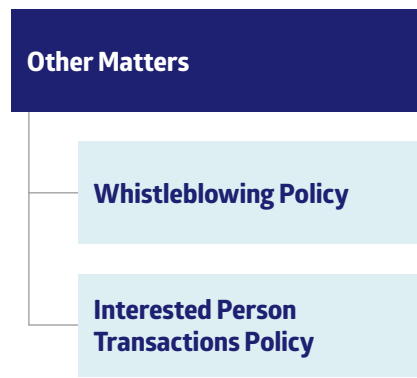 Other Matters
Whistleblowing Policy
Interested Person
Transactions Policy